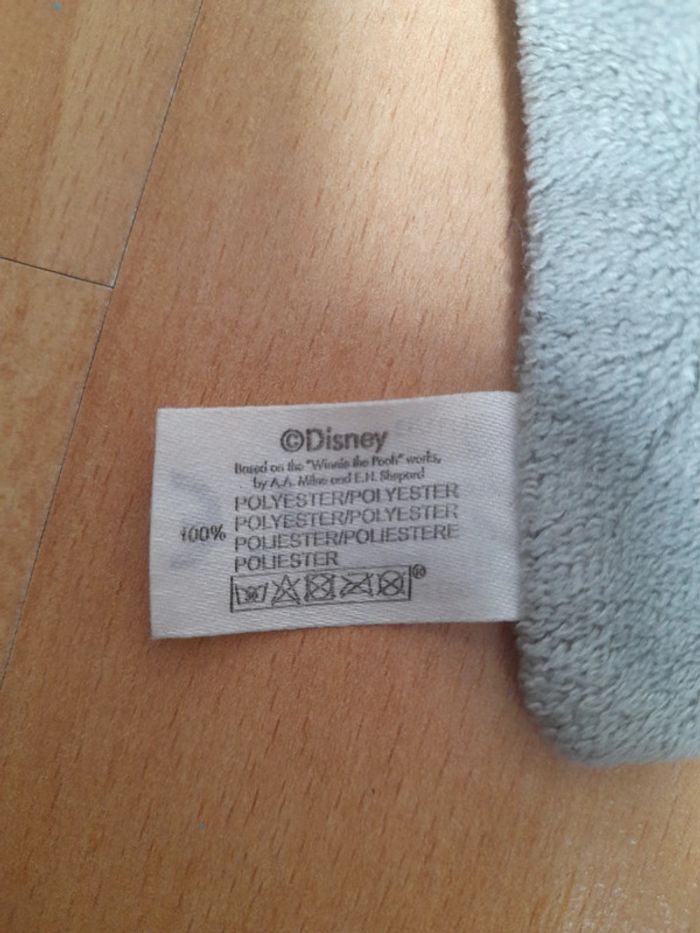 ©Disney
Based on the "Winnie the Pooh" works,
by A.A. Milne and E.H. Shepard
POLYESTER/POLYESTER
100% POLYESTER/POLYESTER
POLIESTER/POLIESTERE
POLIESTER
®